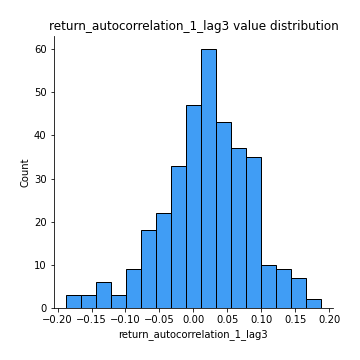 return_autocorrelation_1_lag3 value distribution
60
50
40
30
20
10
0
Count
−0.20 −0.15 −0.10 −0.05 0.00 0.05 0.10 0.15 0.20
return_autocorrelation_1_lag3